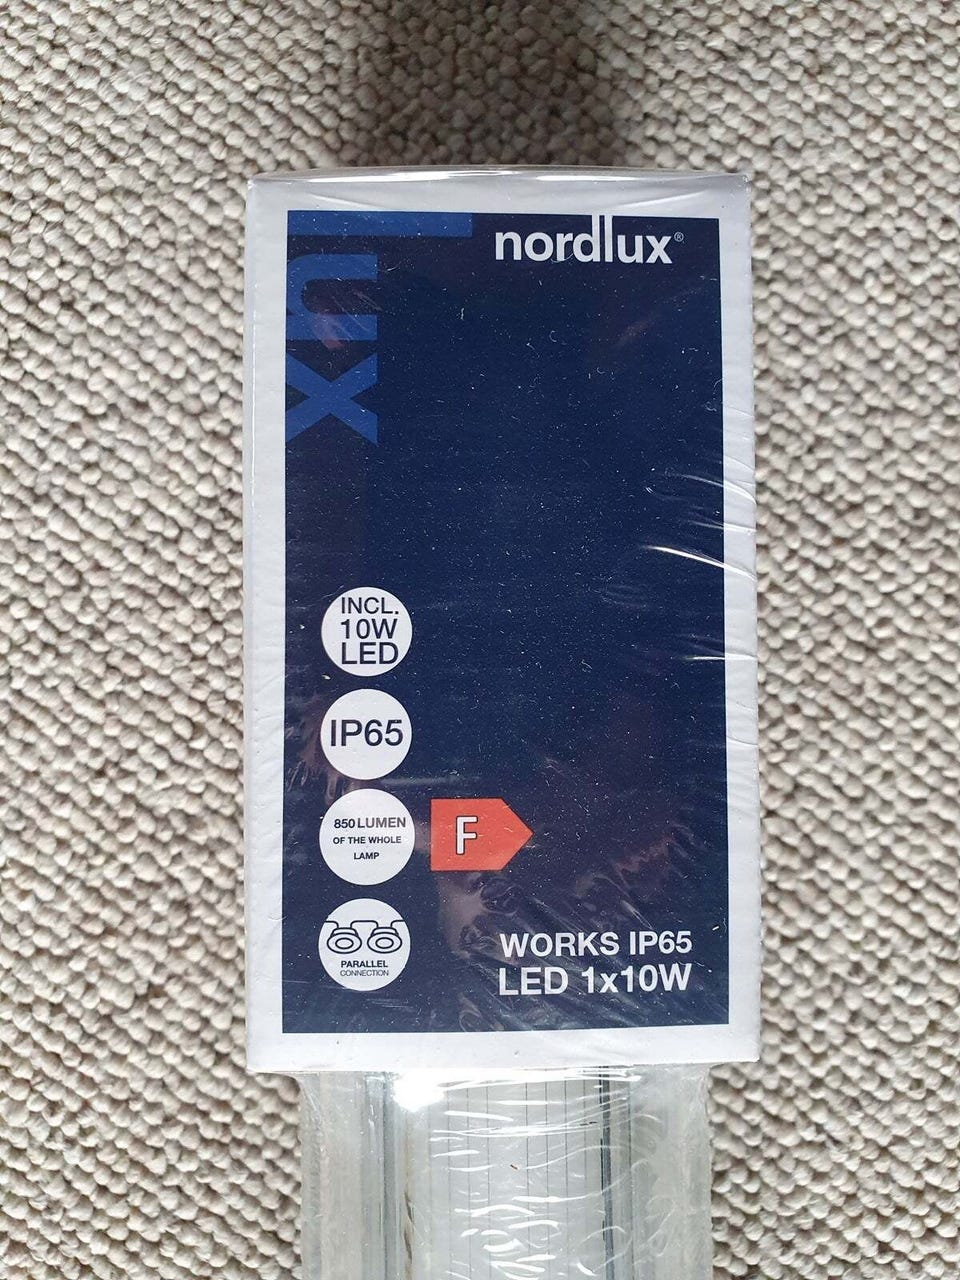 lux
nordlux®
INCL.
10W
LED
IP65
850 LUMEN
OF THE WHOLE
LAMP
F
PARALLEL
CONNECTION
WORKS IP65
LED 1x10W